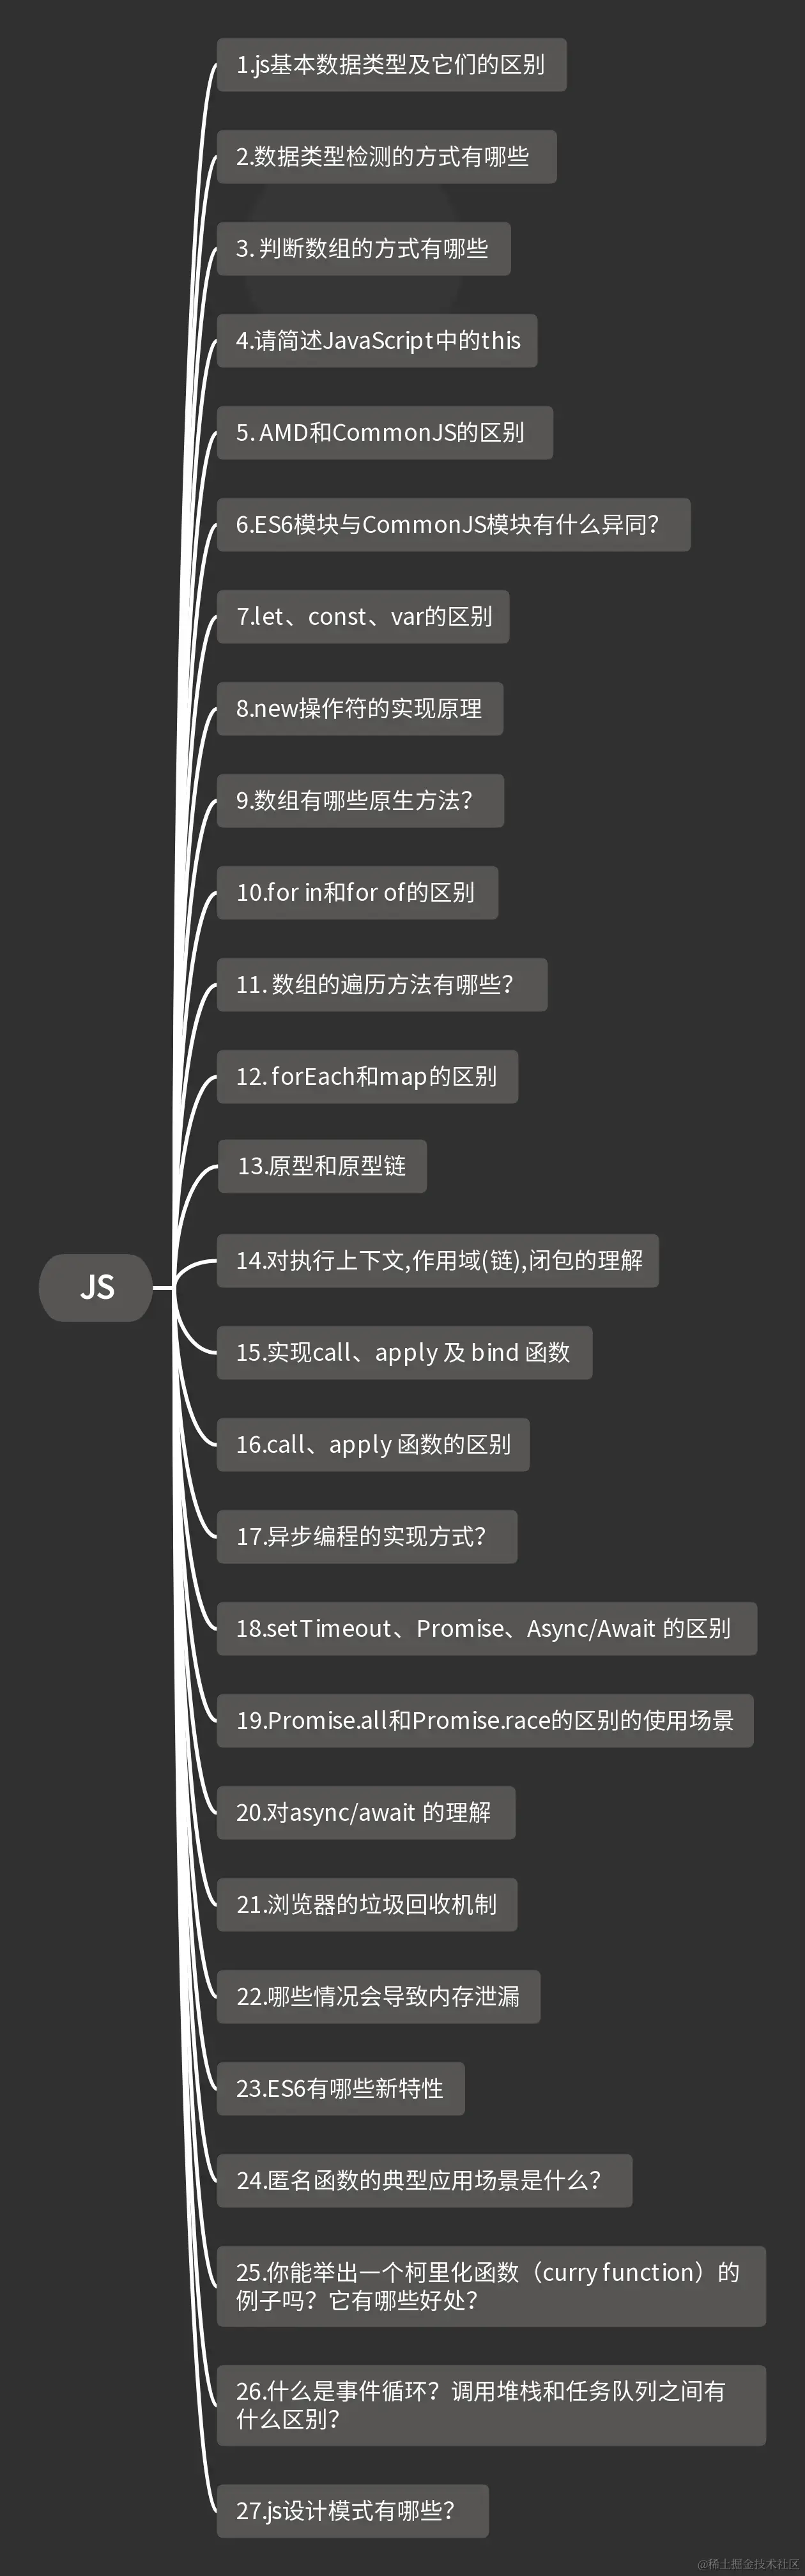 1.js基本数据类型及它们的区别
2.数据类型检测的方式有哪些
3. 判断数组的方式有哪些
4.请简述JavaScript中的this
5. AMD和CommonJS的区别
6.ES6模块与CommonJS模块有什么异同？
7.let、const、var的区别
8.new操作符的实现原理
9.数组有哪些原生方法？
10.for in和for of的区别
11. 数组的遍历方法有哪些？
12. forEach和map的区别
13.原型和原型链
JS
14.对执行上下文,作用域(链),闭包的理解
15.实现call、apply 及 bind 函数
16.call、apply 函数的区别
17.异步编程的实现方式？
18.setTimeout、Promise、Async/Await 的区别
19.Promise.all和Promise.race的区别的使用场景
20.对async/await 的理解
21.浏览器的垃圾回收机制
22.哪些情况会导致内存泄漏
23.ES6有哪些新特性
24.匿名函数的典型应用场景是什么？
25.你能举出一个柯里化函数（curry function）的
例子吗？它有哪些好处？
26.什么是事件循环？调用堆栈和任务队列之间有
什么区别？
27.js设计模式有哪些？
@稀土掘金技术社区